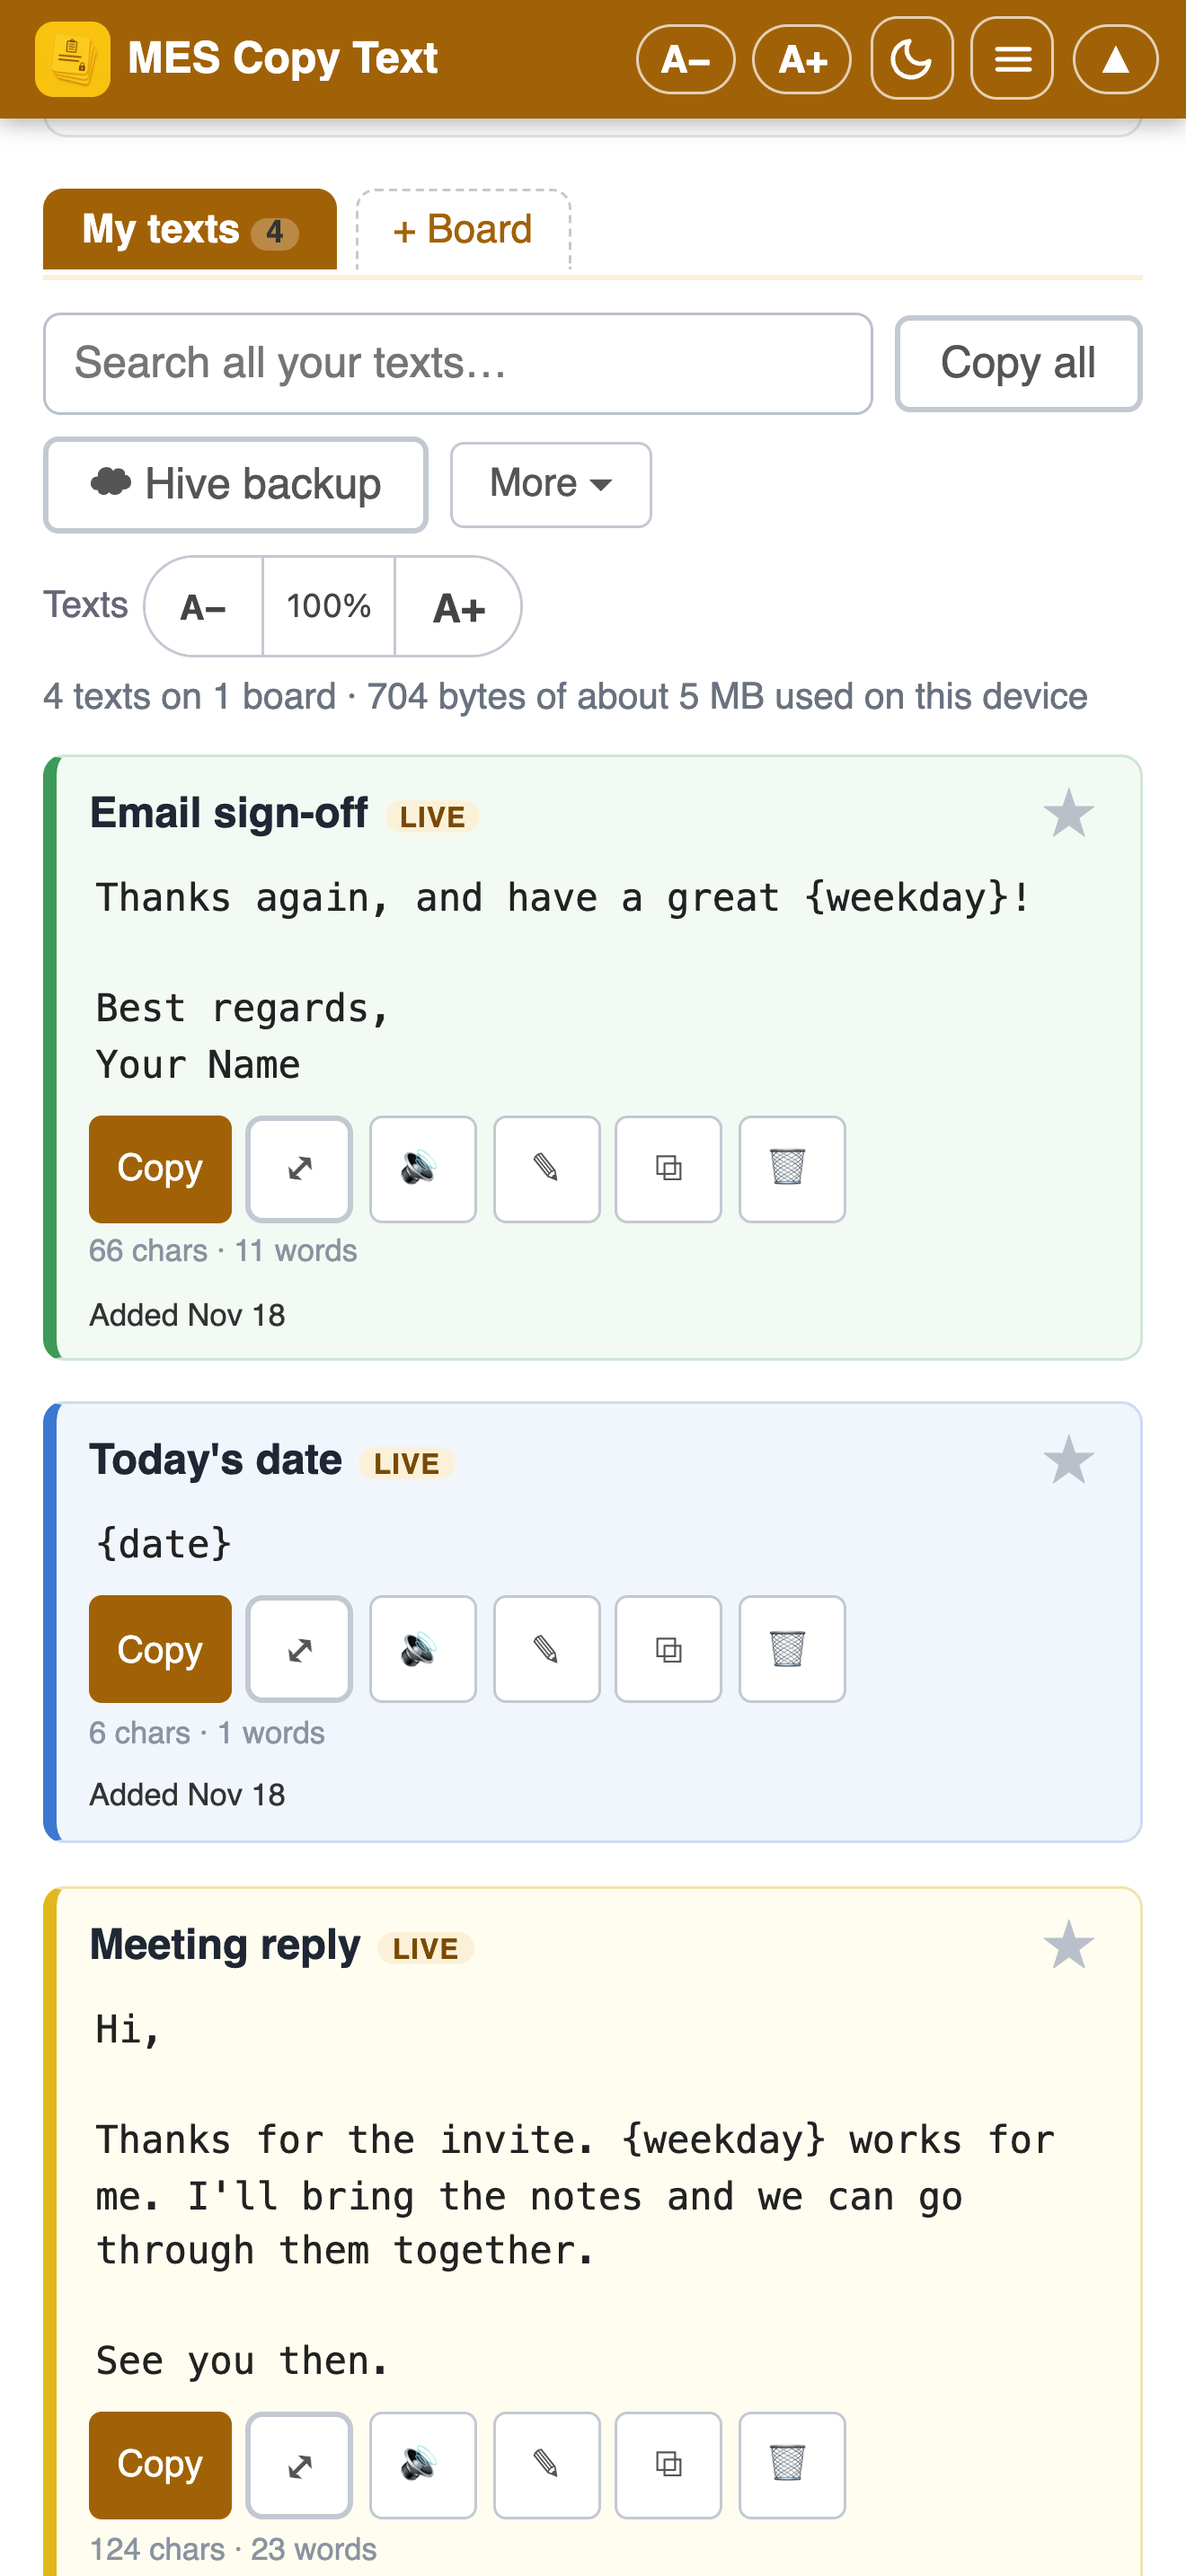 MES Copy Text A− A+ ▲
My texts 4 + Board
Search all your texts… Copy all
Hive backup More
Texts A− 100% A+
4 texts on 1 board · 704 bytes of about 5 MB used on this device
Email sign-off LIVE
Thanks again, and have a great {weekday}!
Best regards,
Your Name
Copy
66 chars · 11 words
Added Nov 18
Today's date LIVE
{date}
Copy
6 chars · 1 words
Added Nov 18
Meeting reply LIVE
Hi,
Thanks for the invite. {weekday} works for
me. I'll bring the notes and we can go
through them together.
See you then.
Copy
124 chars · 23 words